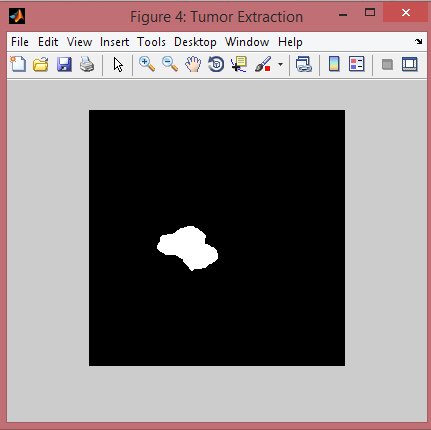 Figure 4: Tumor Extraction
File Edit View Insert Tools Desktop Window Help